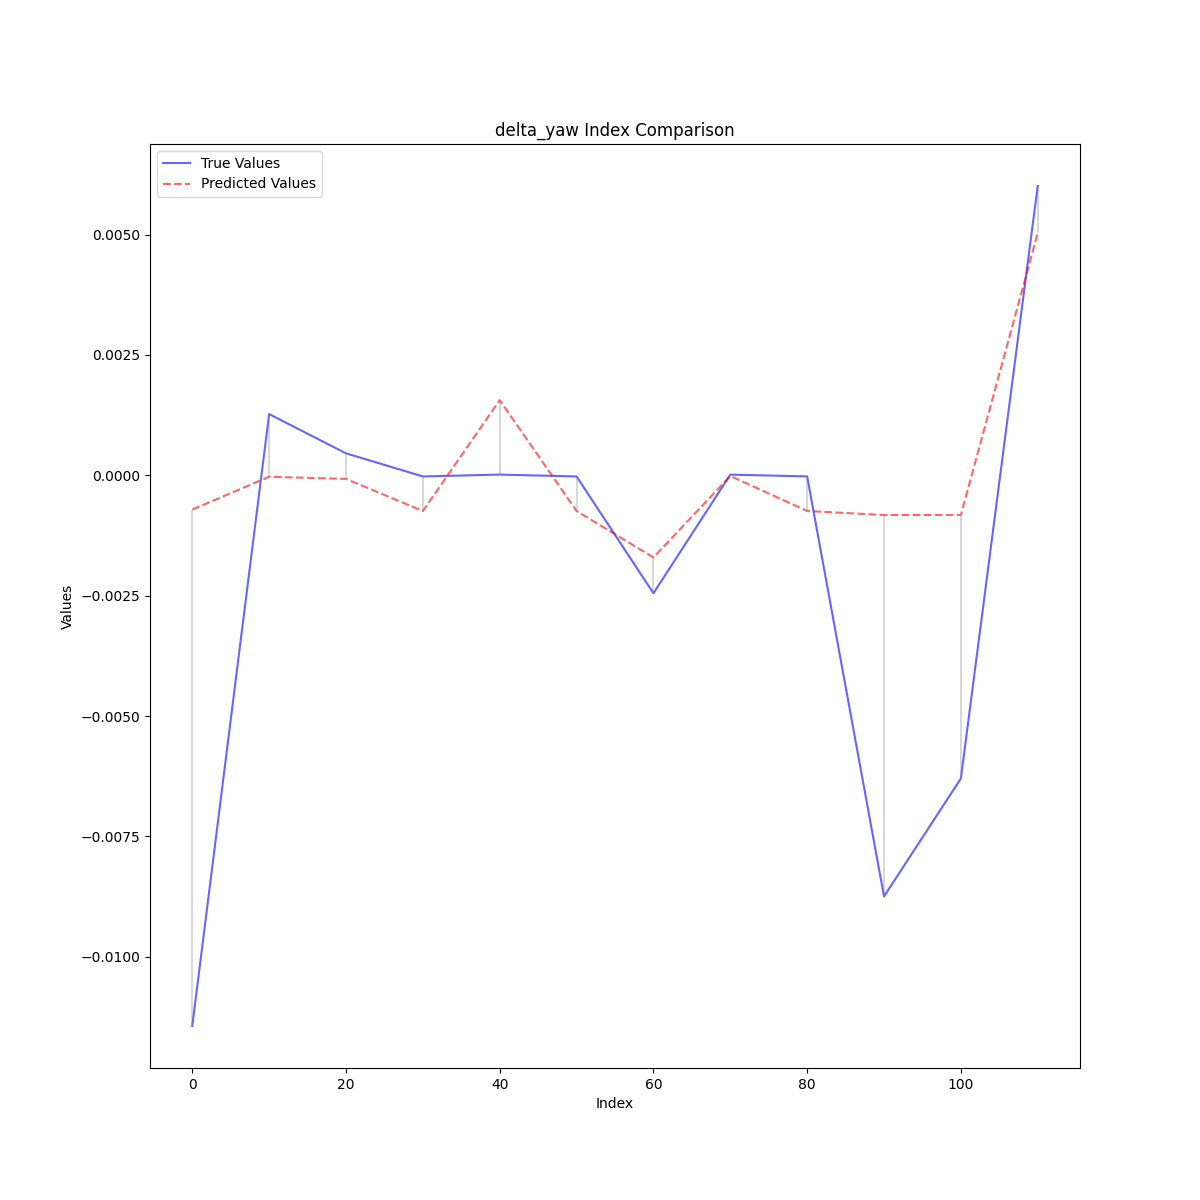 delta_yaw Index Comparison
True Values
Predicted Values
0.0050
0.0025
0.0000
−0.0025
−0.0050
−0.0075
−0.0100
Values
0 20 40 60 80 100
Index